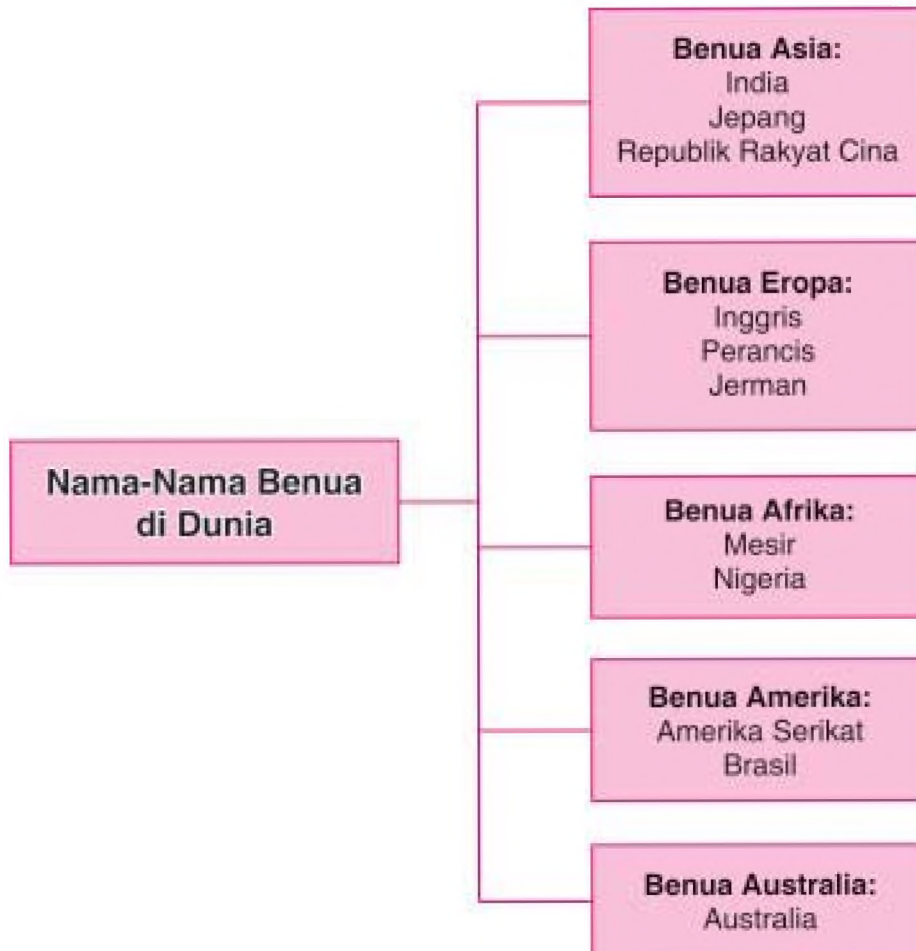 Nama-Nama Benua
di Dunia
Benua Asia:
India
Jepang
Republik Rakyat Cina
Benua Eropa:
Inggris
Perancis
Jerman
Benua Afrika:
Mesir
Nigeria
Benua Amerika:
Amerika Serikat
Brasil
Benua Australia:
Australia